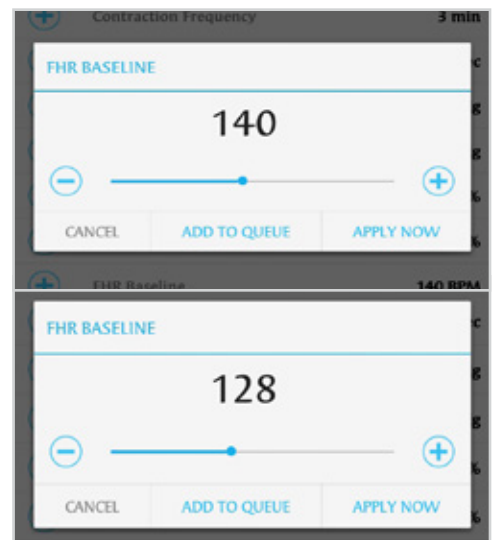 Contraction Frequency 3 min
c
FHR BASELINE
g
140
g
%
CANCEL ADD TO QUEUE APPLY NOW
%
FHR Baseline 140 BPM
c
FHR BASELINE
g
128
g
%
CANCEL ADD TO QUEUE APPLY NOW
%